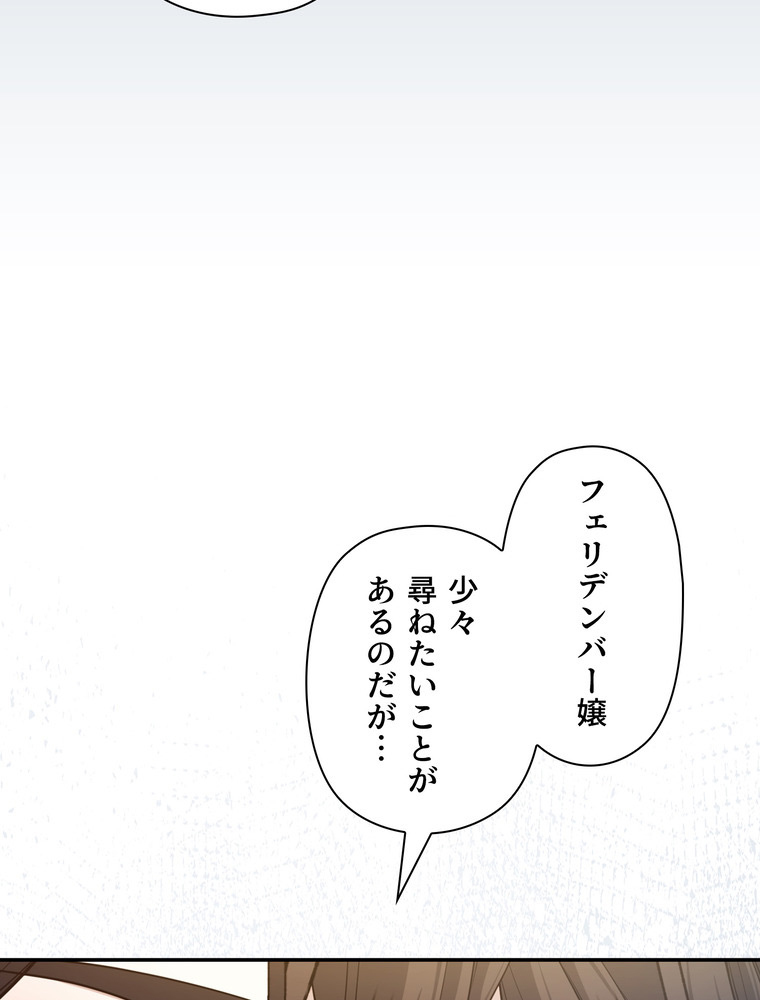 フェリデンバー嬢
少々
尋ねたいことが
あるのだが…